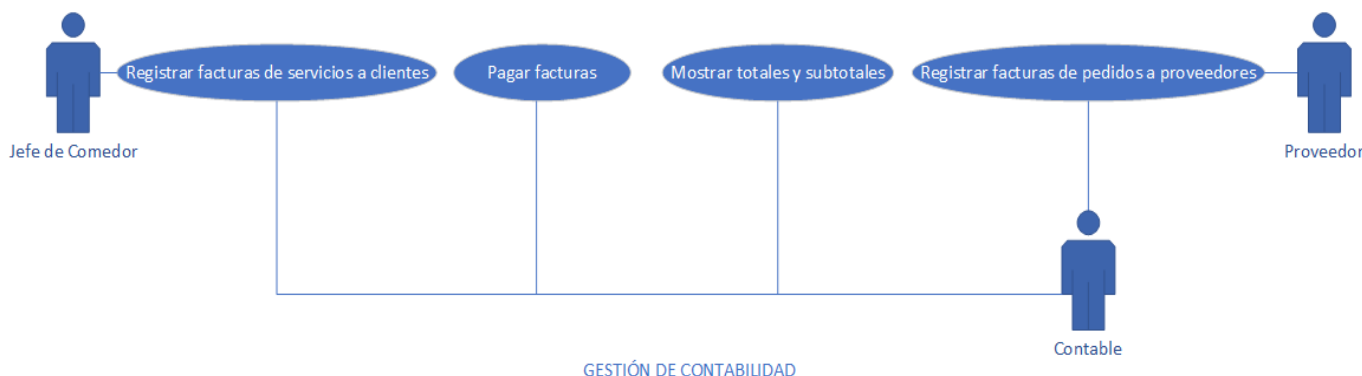 Registrar facturas de servicios a clientes
Pagar facturas
Mostrar totales y subtotales
Registrar facturas de pedidos a proveedores
Jefe de Comedor
Proveedor
Contable
GESTIÓN DE CONTABILIDAD